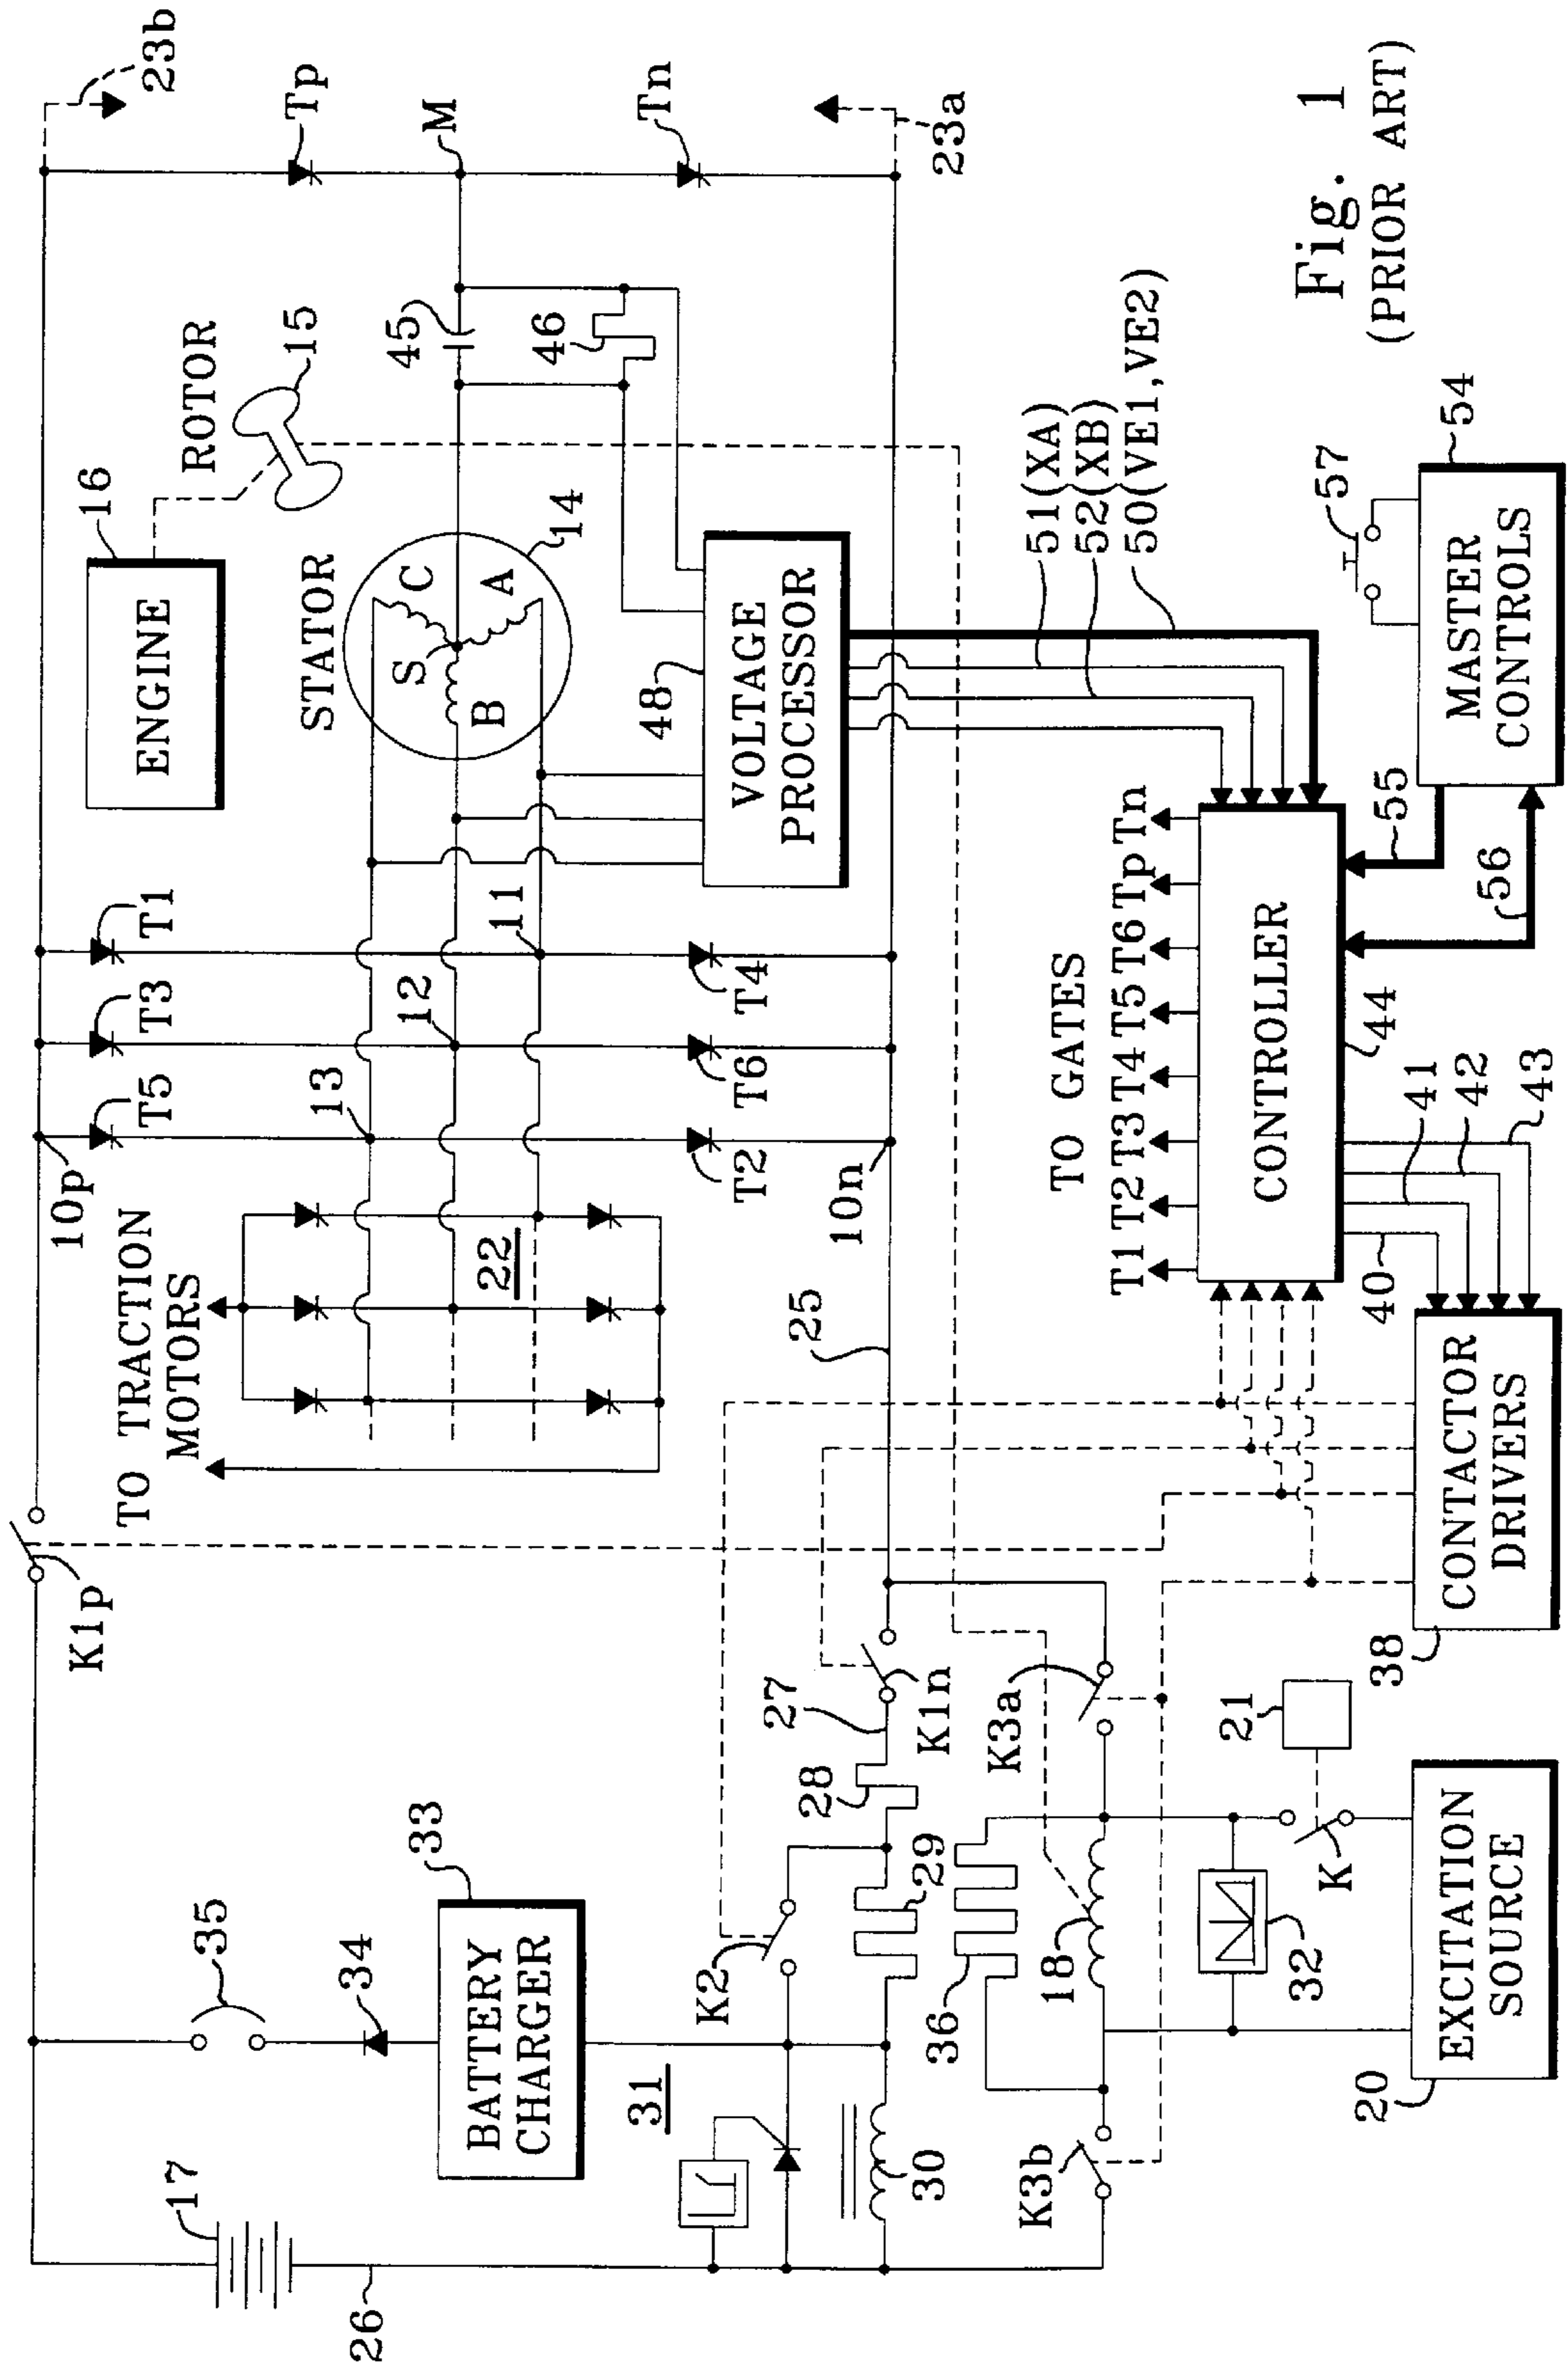 23b
Tp
M
Tn
23a
Fig. 1
(PRIOR ART)
ROTOR
15
45
46
16
ENGINE
STATOR
14
C
A
S
B
48
VOLTAGE
PROCESSOR
51(XA)
52(XB)
50(VE1,VE2)
57
54
MASTER
CONTROLS
55
56
T1
T3
T5
10p
11
12
13
T4
T6
T2
10n
TO GATES
T1 T2 T3 T4 T5 T6 Tp Tn
CONTROLLER
44
40
41
42
43
TO TRACTION
MOTORS
22
25
K1p
K1n
27
28
29
K3a
21
38
CONTACTOR
DRIVERS
33
BATTERY
CHARGER
35
34
K2
31
36
18
K
32
20
EXCITATION
SOURCE
17
26
30
K3b